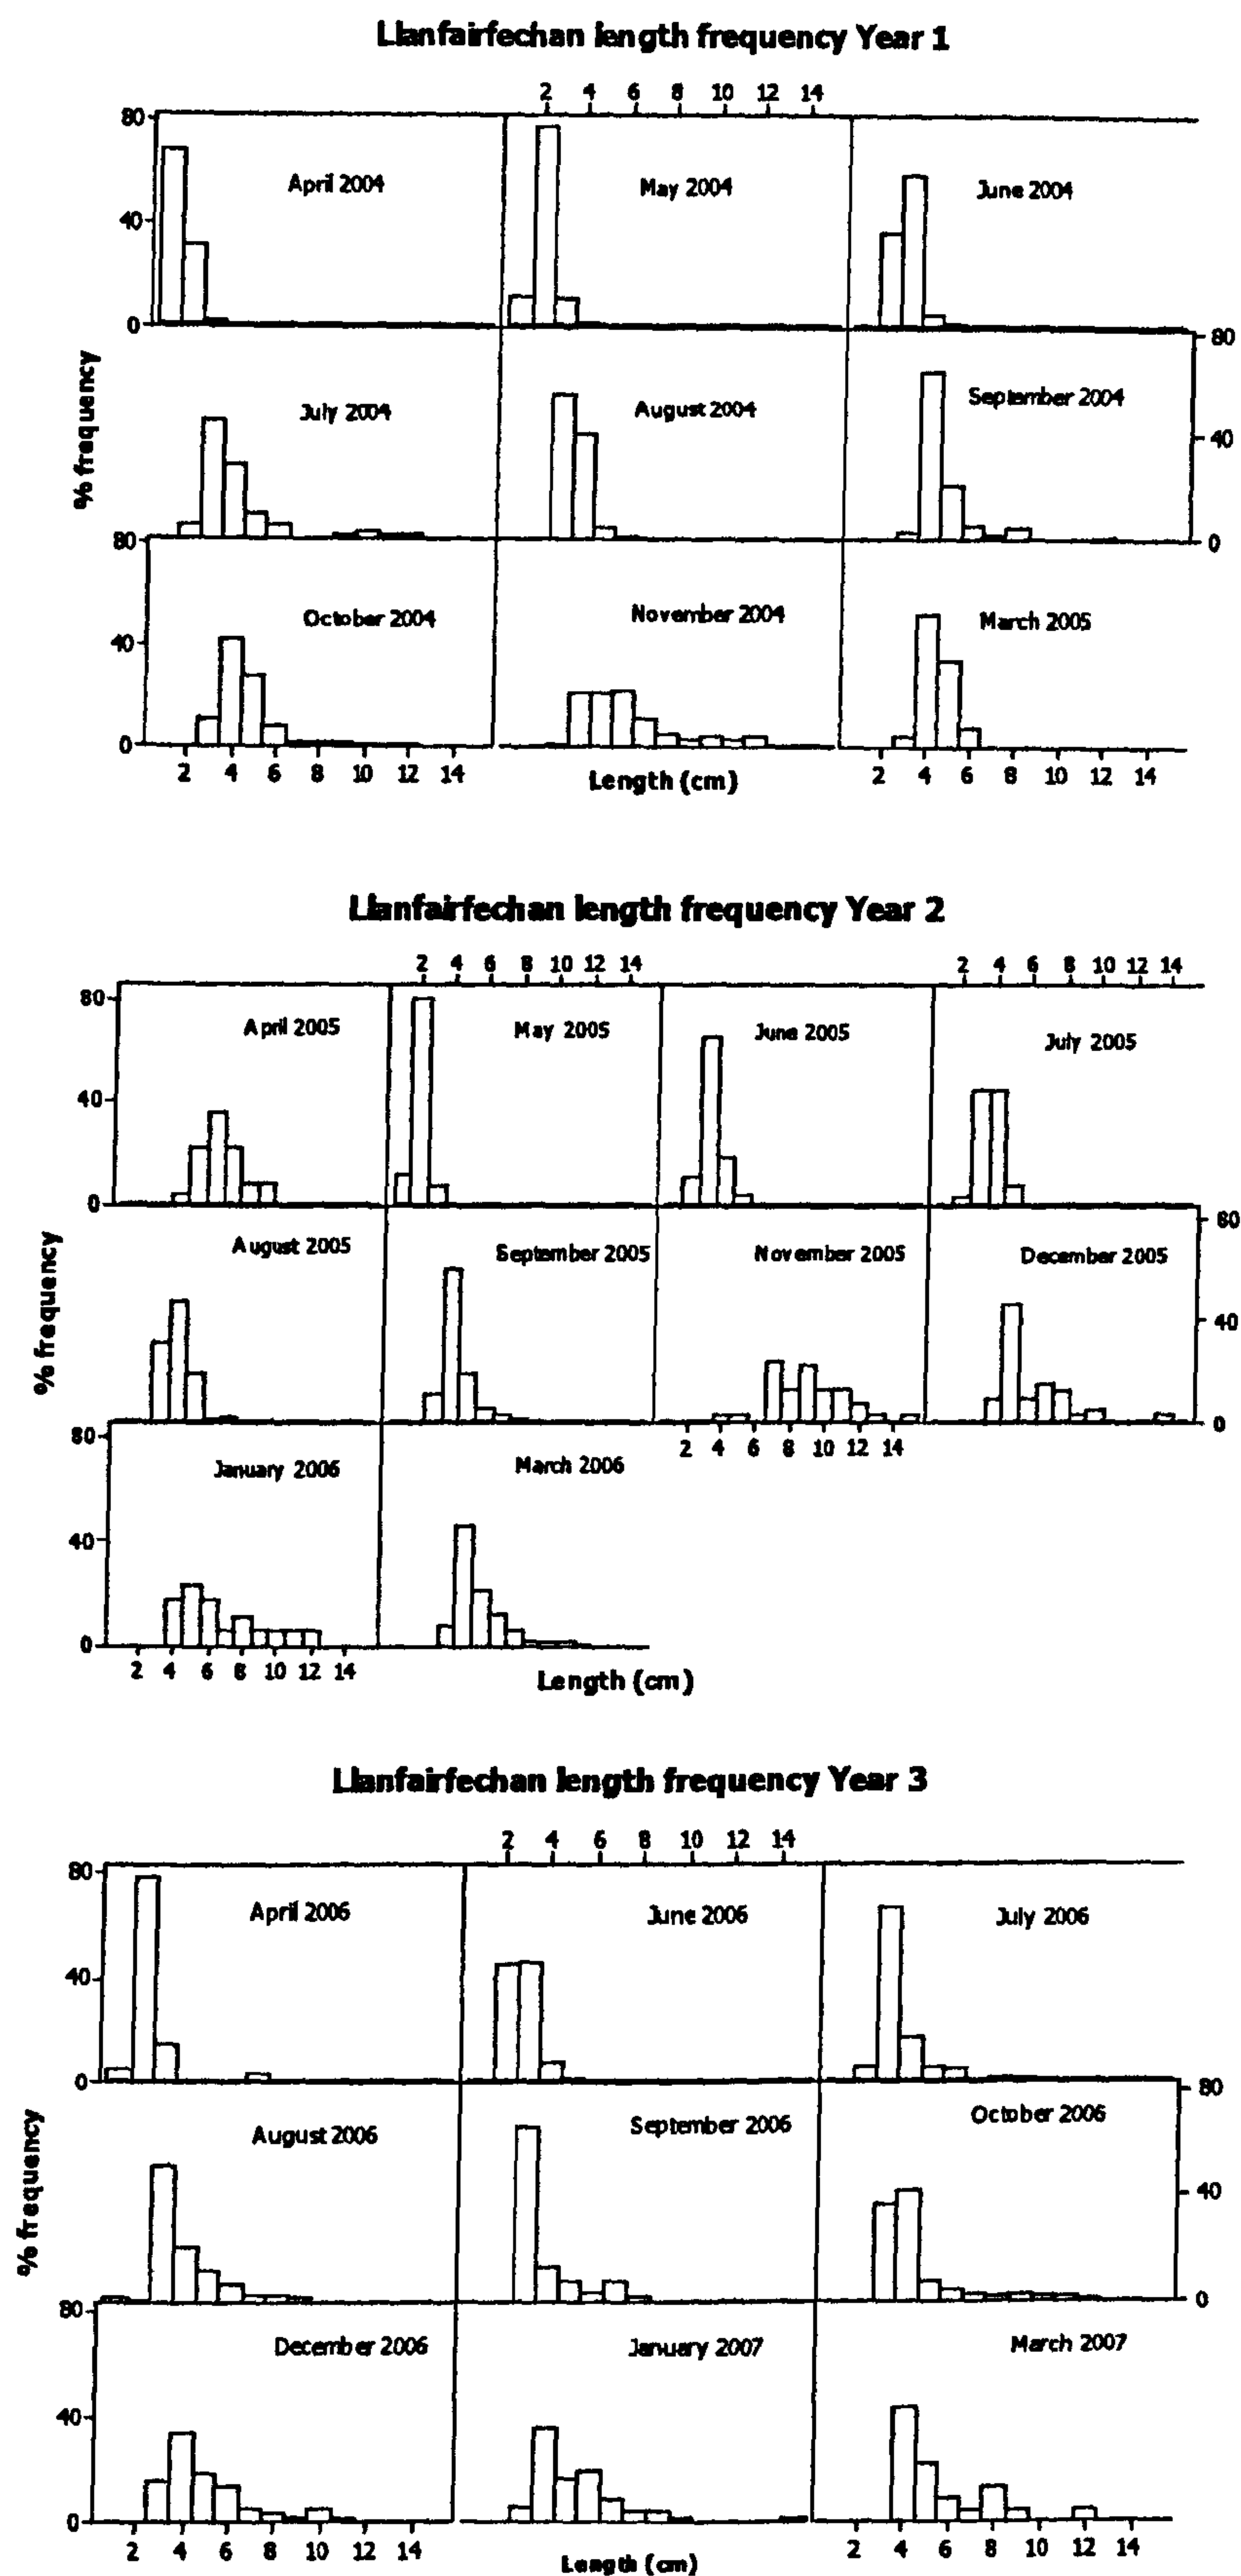 Llanfairfechan length frequency Year 1
2 4 6 8 10 12 14
80 April 2004 May 2004 June 2004
40
0
80
% frequency
July 2004 August 2004 September 2004
40
80 0
October 2004 November 2004 March 2005
40
0
2 4 6 8 10 12 14 2 4 6 8 10 12 14
Length (cm)
Llanfairfechan length frequency Year 2
2 4 6 8 10 12 14 2 4 6 8 10 12 14
80
April 2005 May 2005 June 2005 July 2005
40
0
80
% frequency
August 2005 September 2005 November 2005 December 2005
40
80 0
2 4 6 8 10 12 14
January 2006 March 2006
40
0
2 4 6 8 10 12 14
Length (cm)
Llanfairfechan length frequency Year 3
2 4 6 8 10 12 14
80
April 2006 June 2006 July 2006
40
0
80
% frequency
August 2006 September 2006 October 2006
40
0
80
December 2006 January 2007 March 2007
40
0
2 4 6 8 10 12 14 2 4 6 8 10 12 14
Length (cm)